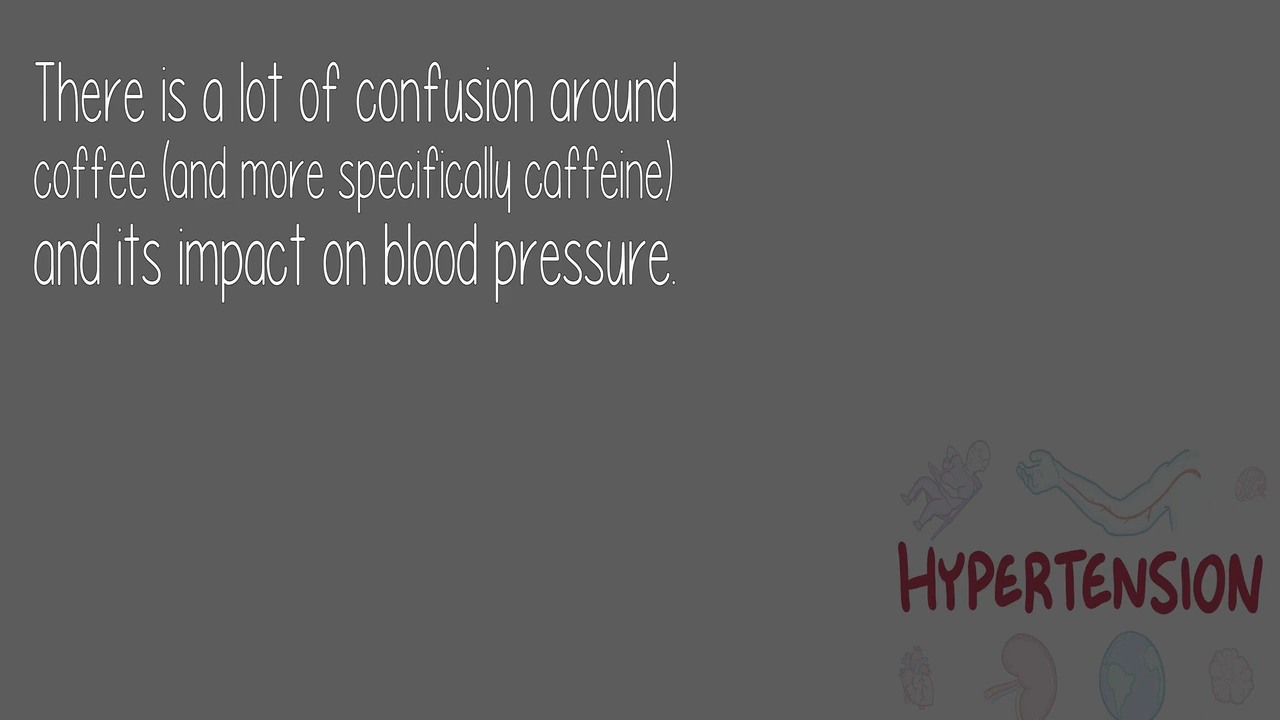 There is a lot of confusion around
coffee (and more specifically caffeine)
and its impact on blood pressure.
HYPERTENSION